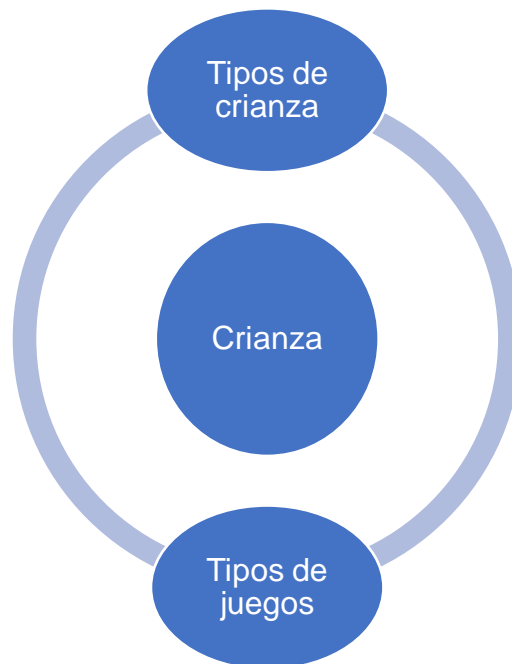 Tipos de
crianza
Crianza
Tipos de
juegos